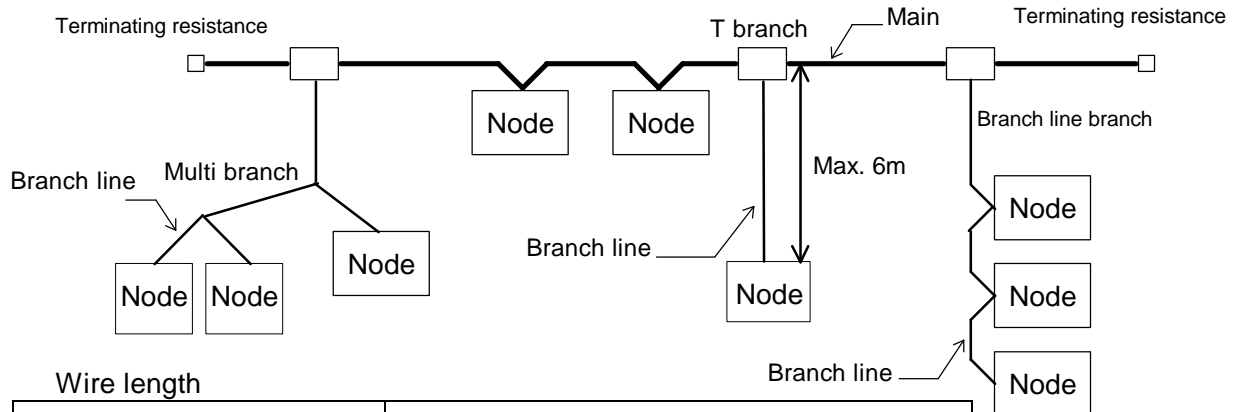 Terminating resistance
T branch
Main
Terminating resistance
Node
Node
Branch line branch
Multi branch
Max. 6m
Branch line
Node
Branch line
Node
Node
Node
Node
Node
Branch line
Node
Wire length